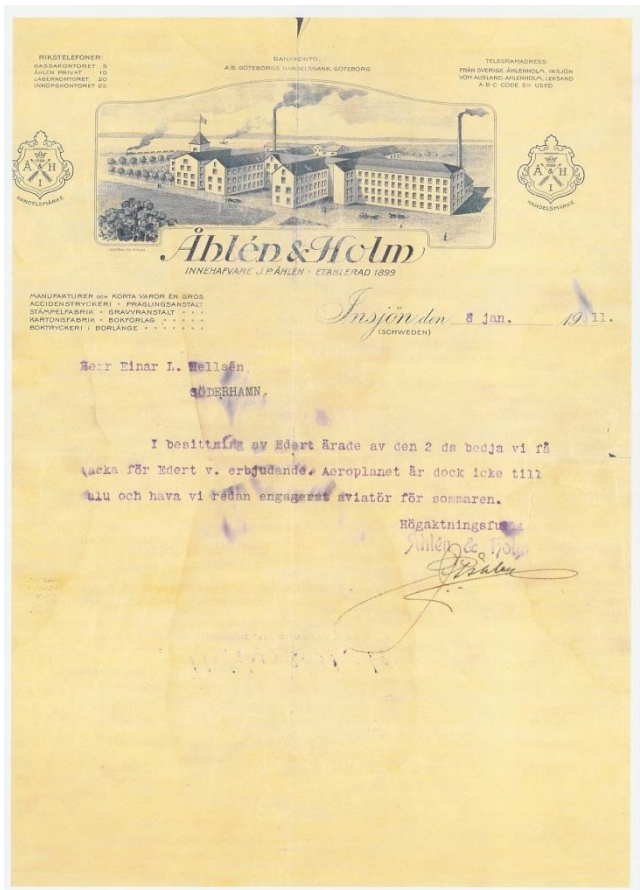 RIKSTELEFONER:
KASSAKONTORET 5
ÅHLÉN PRIVAT 10
LAGERKONTORET 20
INKÖPSKONTORET 25
BANKKONTO:
A.-B. GÖTEBORGS HANDELSBANK, GÖTEBORG
TELEGRAMADRESS:
FRÅN SVERIGE: ÅHLENHOLM, INSJÖN
VOM AUSLAND: AHLENHOLM, LEKSAND
A·B·C CODE 5TH USED
Å & H
I
HANDELSMÄRKE
Å & H
I
HANDELSMÄRKE
Åhlén & Holm
INNEHAFVARE J. P. ÅHLÉN · ETABLERAD 1899
MANUFAKTURER OCH KORTA VAROR EN GROS
ACCIDENSTRYCKERI · PRÄGLINGSANSTALT
STÄMPELFABRIK · GRAVYRANSTALT
KARTONGFABRIK · BOKFÖRLAG
BOKTRYCKERI I BORLÄNGE
Insjön den 8 jan. 1911.
(SCHWEDEN)
Herr Einar L. Hellsén,
SÖDERHAMN.
I besittning av Edert ärade av den 2 ds bedja vi få
tacka för Edert v. erbjudande. Aeroplanet är dock icke till
salu och hava vi redan engagerat aviatör för sommaren.
Högaktningsfullt
Åhlén & Holm
J P Åhlén